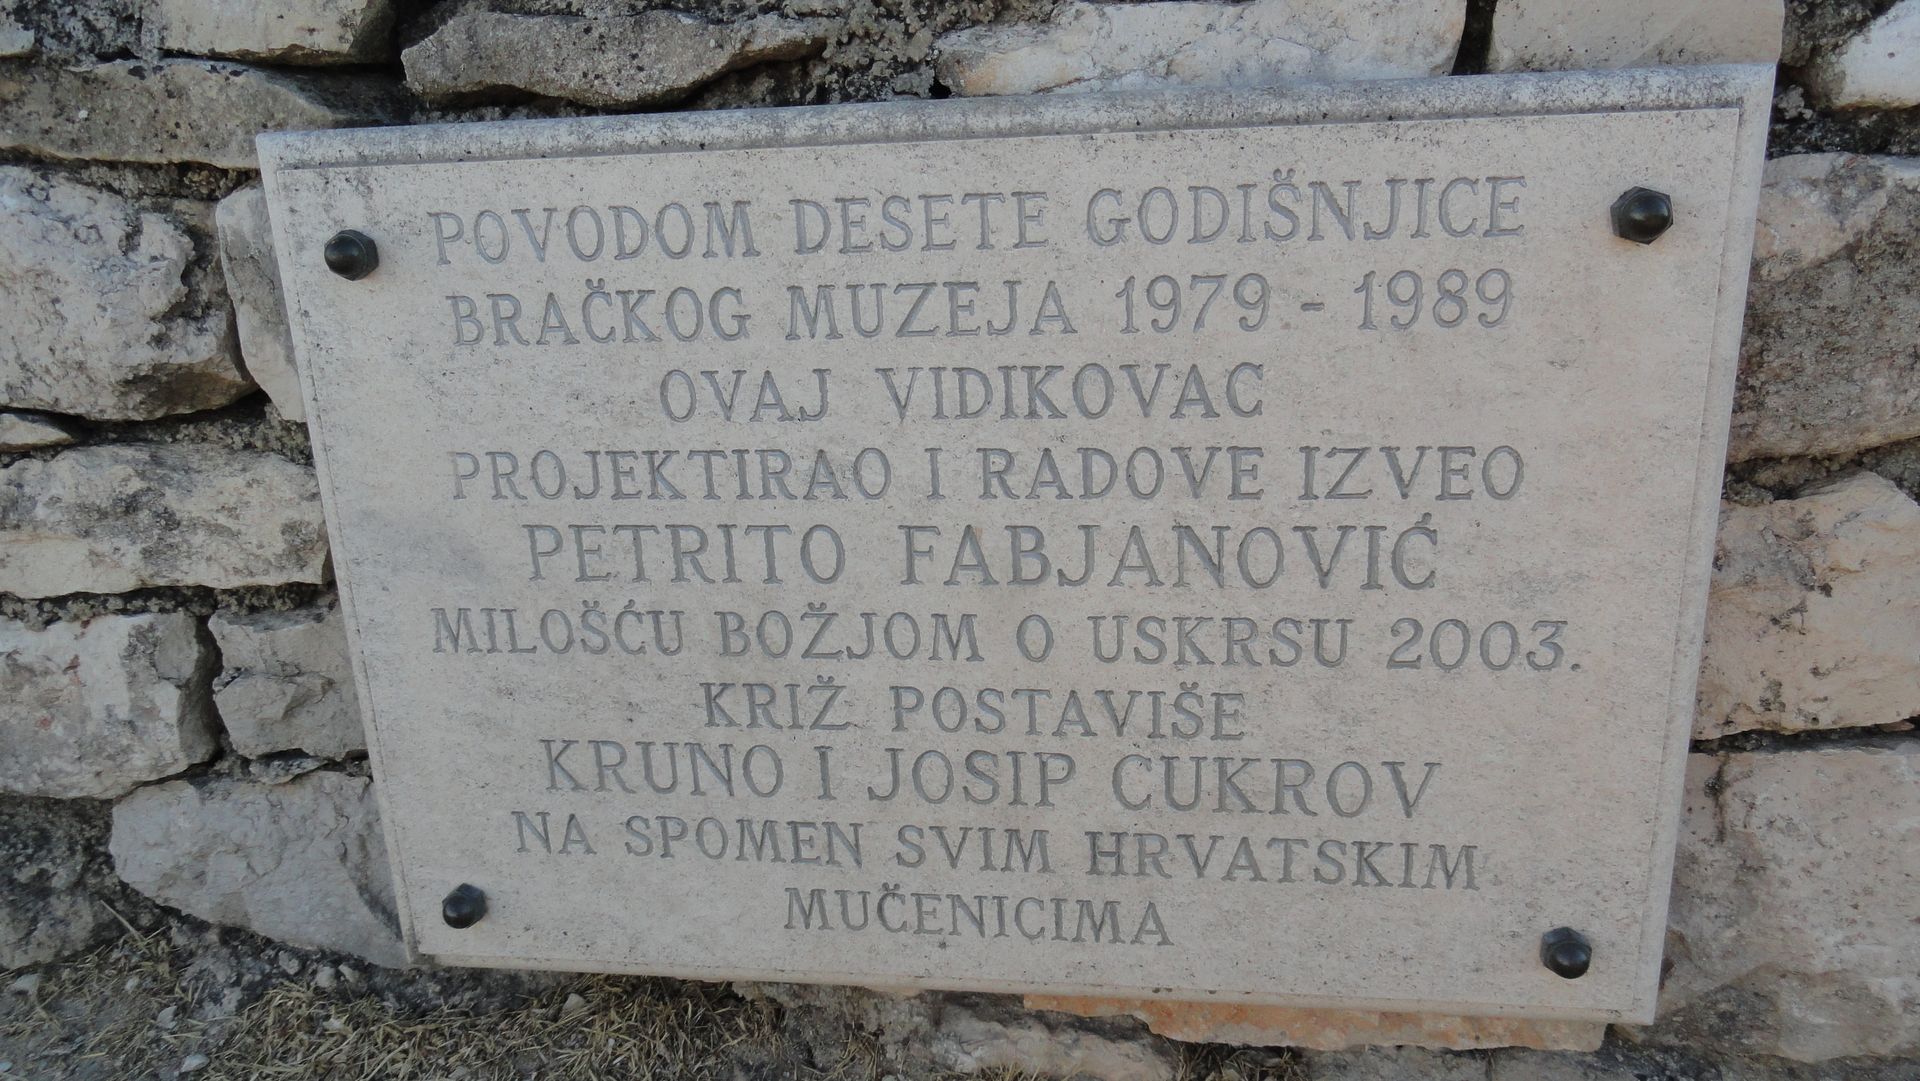 POVODOM DESETE GODIŠNJICE
BRAČKOG MUZEJA 1979 - 1989
OVAJ VIDIKOVAC
PROJEKTIRAO I RADOVE IZVEO
PETRITO FABJANOVIĆ
MILOŠĆU BOŽJOM O USKRSU 2003.
KRIŽ POSTAVIŠE
KRUNO I JOSIP CUKROV
NA SPOMEN SVIM HRVATSKIM
MUČENICIMA